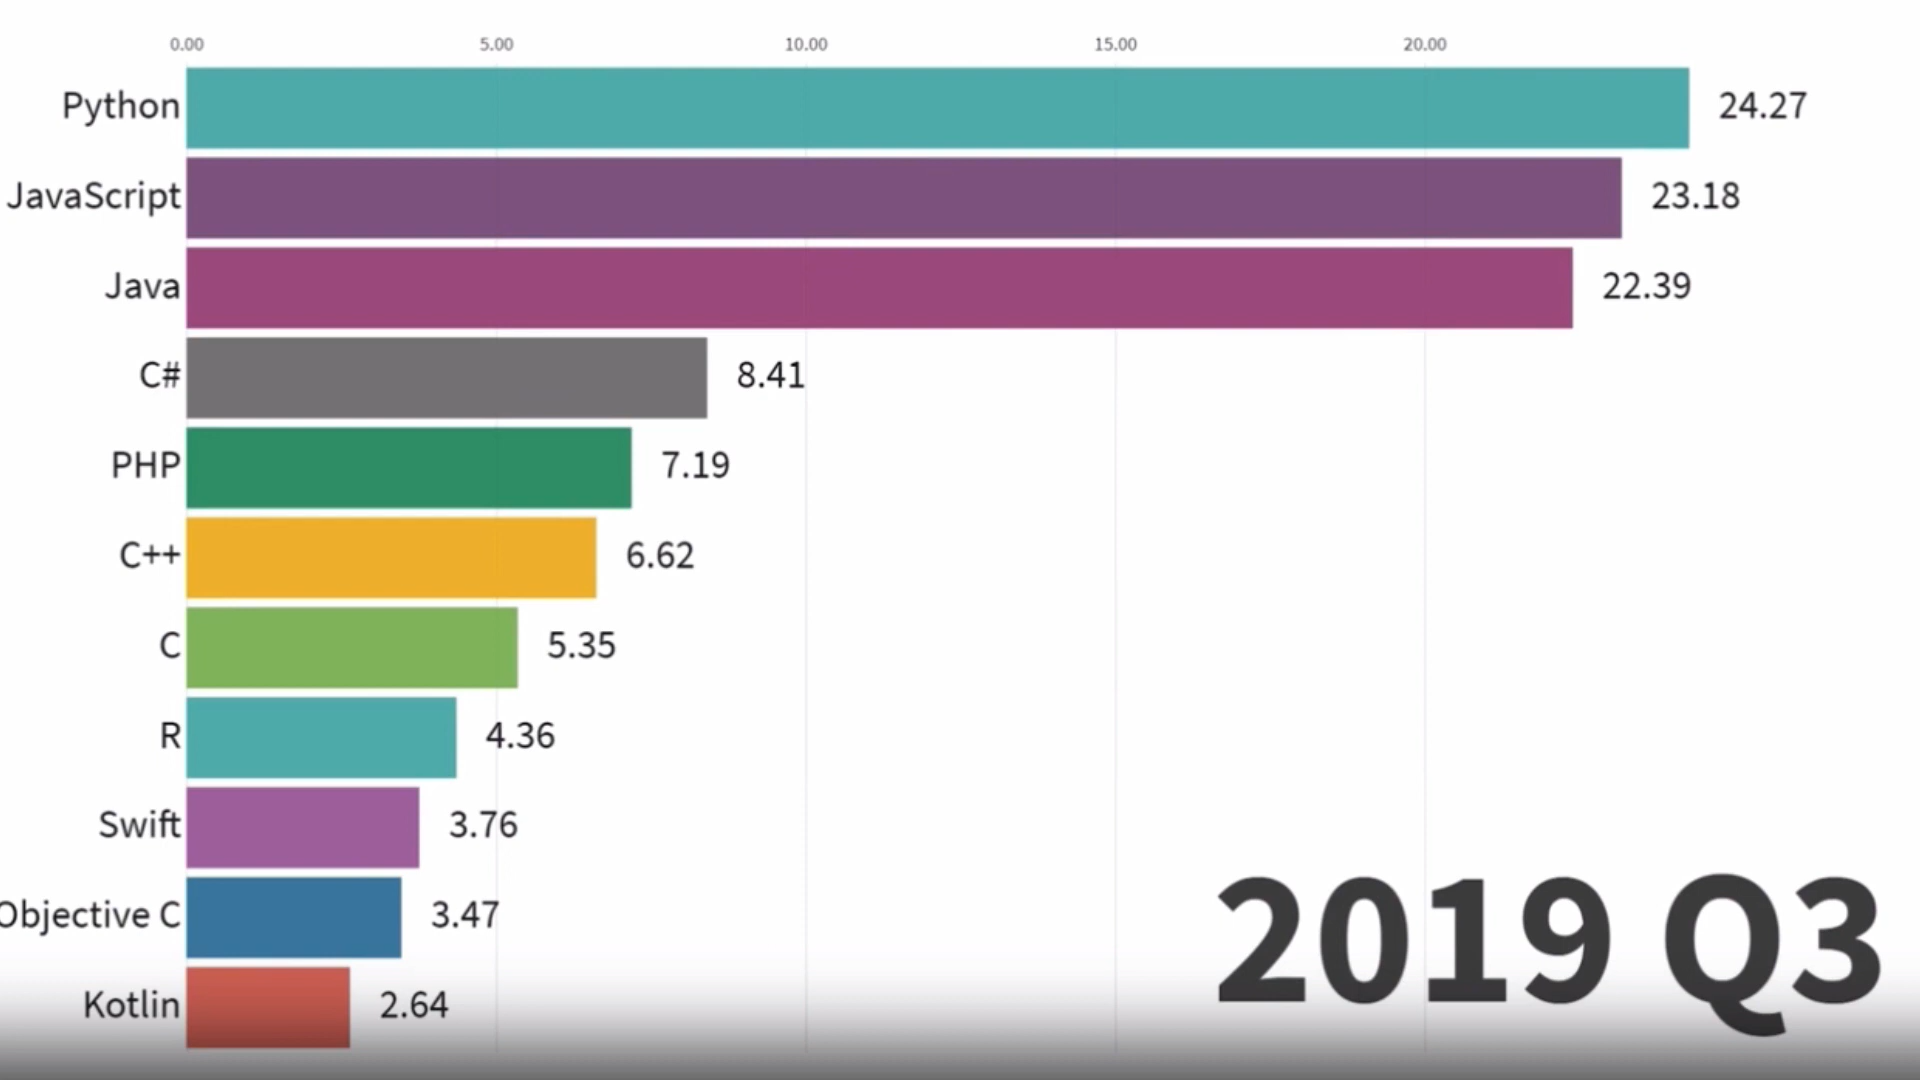 0.00 5.00 10.00 15.00 20.00
Python 24.27
JavaScript 23.18
Java 22.39
C# 8.41
PHP 7.19
C++ 6.62
C 5.35
R 4.36
Swift 3.76
Objective C 3.47
Kotlin 2.64
2019 Q3